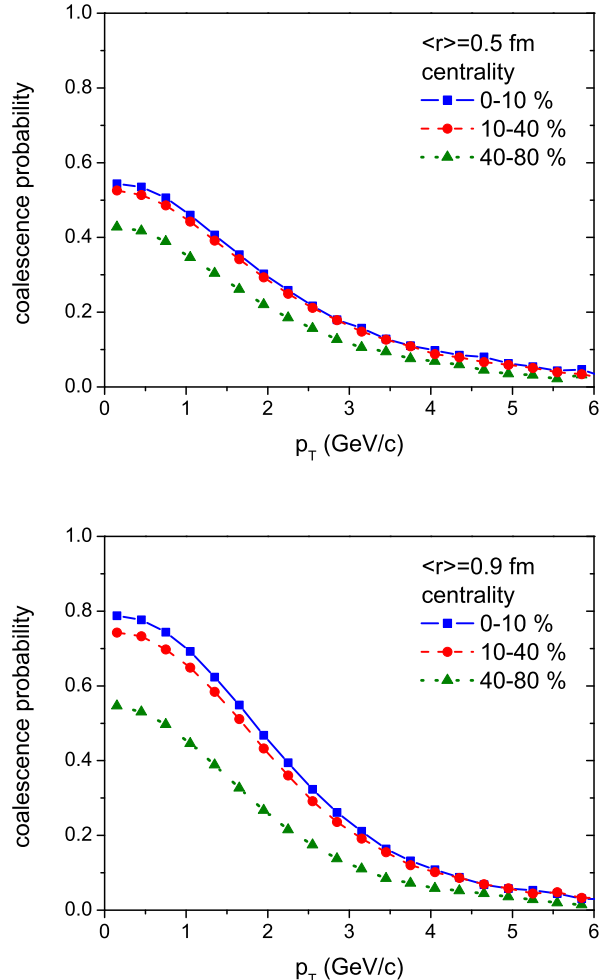 1.0
0.8
0.6
0.4
0.2
0.0
coalescence probability
<r>=0.5 fm
centrality
0-10 %
10-40 %
40-80 %
0 1 2 3 4 5 6
p_T (GeV/c)
1.0
0.8
0.6
0.4
0.2
0.0
coalescence probability
<r>=0.9 fm
centrality
0-10 %
10-40 %
40-80 %
0 1 2 3 4 5 6
p_T (GeV/c)